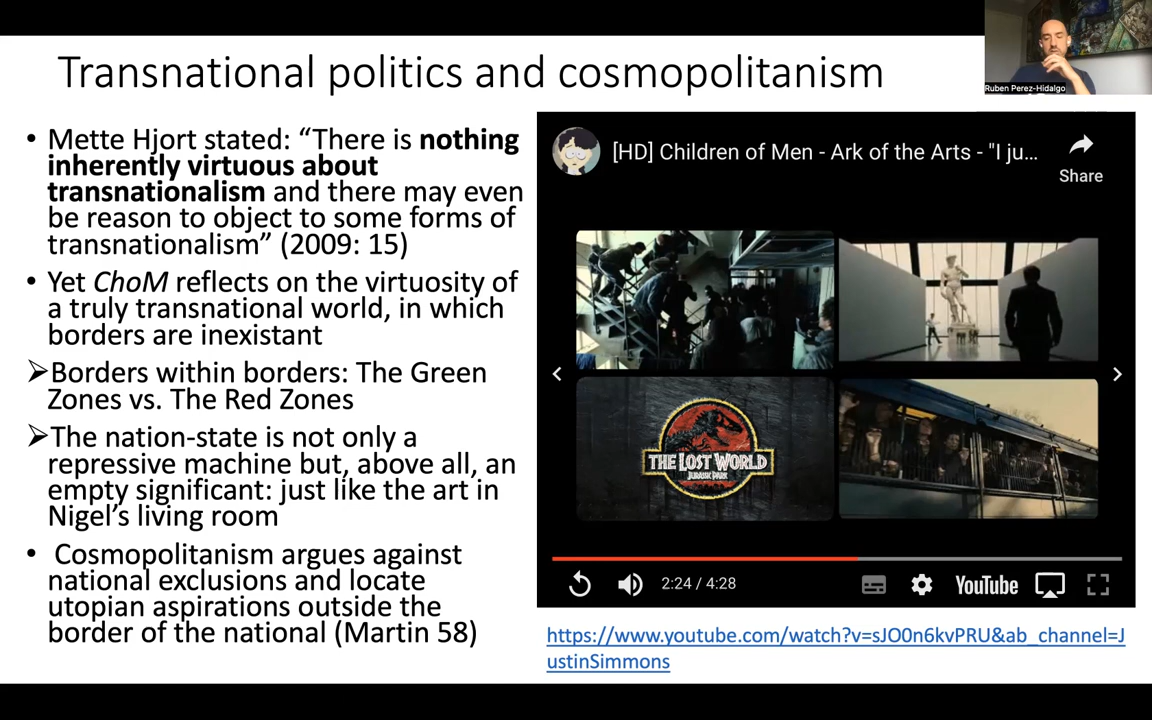 Transnational politics and cosmopolitanism
Ruben Perez-Hidalgo
• Mette Hjort stated: “There is nothing
inherently virtuous about
transnationalism and there may even
be reason to object to some forms of
transnationalism” (2009: 15)
• Yet ChoM reflects on the virtuosity of
a truly transnational world, in which
borders are inexistant
➢Borders within borders: The Green
Zones vs. The Red Zones
➢The nation-state is not only a
repressive machine but, above all, an
empty significant: just like the art in
Nigel’s living room
• Cosmopolitanism argues against
national exclusions and locate
utopian aspirations outside the
border of the national (Martin 58)
[HD] Children of Men - Ark of the Arts - "I ju...
Share
THE LOST WORLD
JURASSIC PARK
2:24 / 4:28
YouTube
https://www.youtube.com/watch?v=sJO0n6kvPRU&ab_channel=J
ustinSimmons